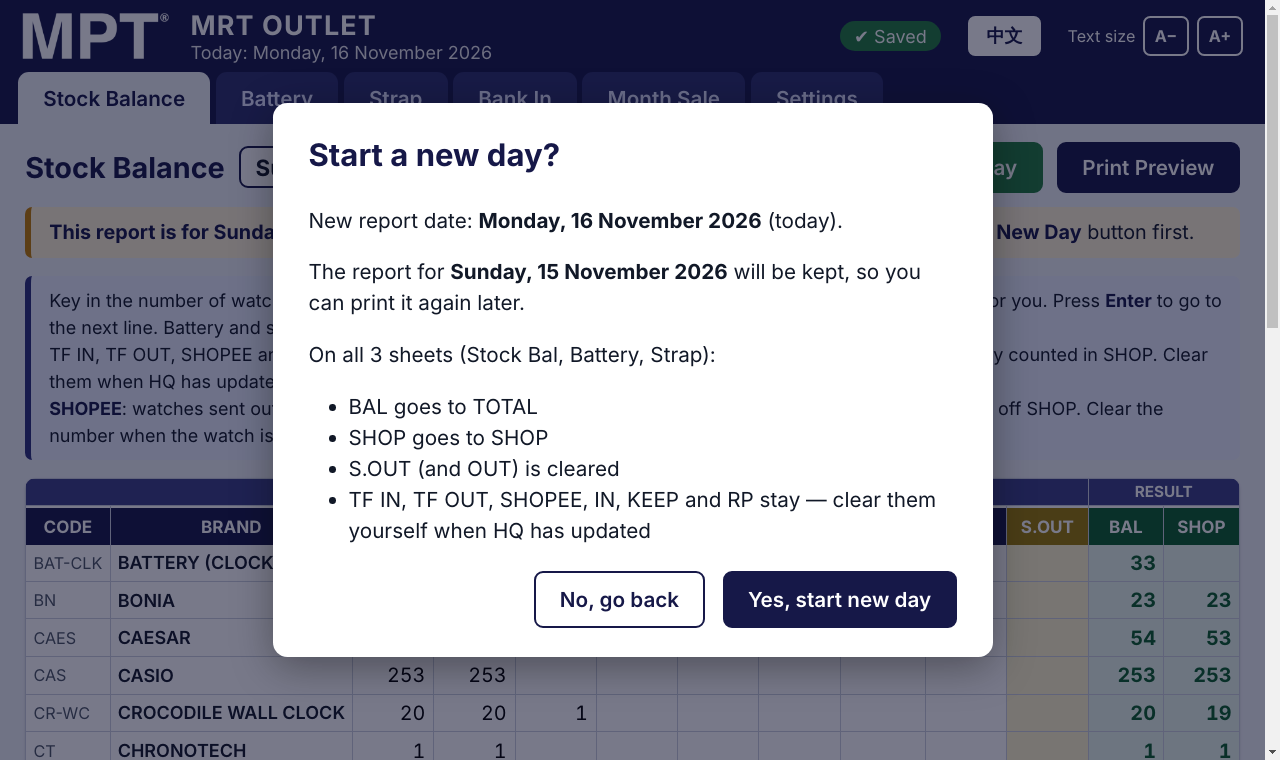 MPT®
MRT OUTLET
Today: Monday, 16 November 2026
✔ Saved
中文
Text size
A−
A+
Stock Balance
Battery
Strap
Bank In
Month Sale
Settings
Stock Balance
Print Preview
This report is for Sunda
New Day button first.
Key in the number of watc
or you. Press Enter to go to
the next line. Battery and s
TF IN, TF OUT, SHOPEE ar
y counted in SHOP. Clear
them when HQ has update
SHOPEE: watches sent ou
off SHOP. Clear the
number when the watch is
Start a new day?
New report date: Monday, 16 November 2026 (today).
The report for Sunday, 15 November 2026 will be kept, so you
can print it again later.
On all 3 sheets (Stock Bal, Battery, Strap):
• BAL goes to TOTAL
• SHOP goes to SHOP
• S.OUT (and OUT) is cleared
• TF IN, TF OUT, SHOPEE, IN, KEEP and RP stay — clear them
yourself when HQ has updated
No, go back
Yes, start new day
RESULT
CODE BRAND S.OUT BAL SHOP
BAT-CLK BATTERY (CLOCK 33
BN BONIA 23 23
CAES CAESAR 54 53
CAS CASIO 253 253 253 253
CR-WC CROCODILE WALL CLOCK 20 20 1 20 19
CT CHRONOTECH 1 1 1 1